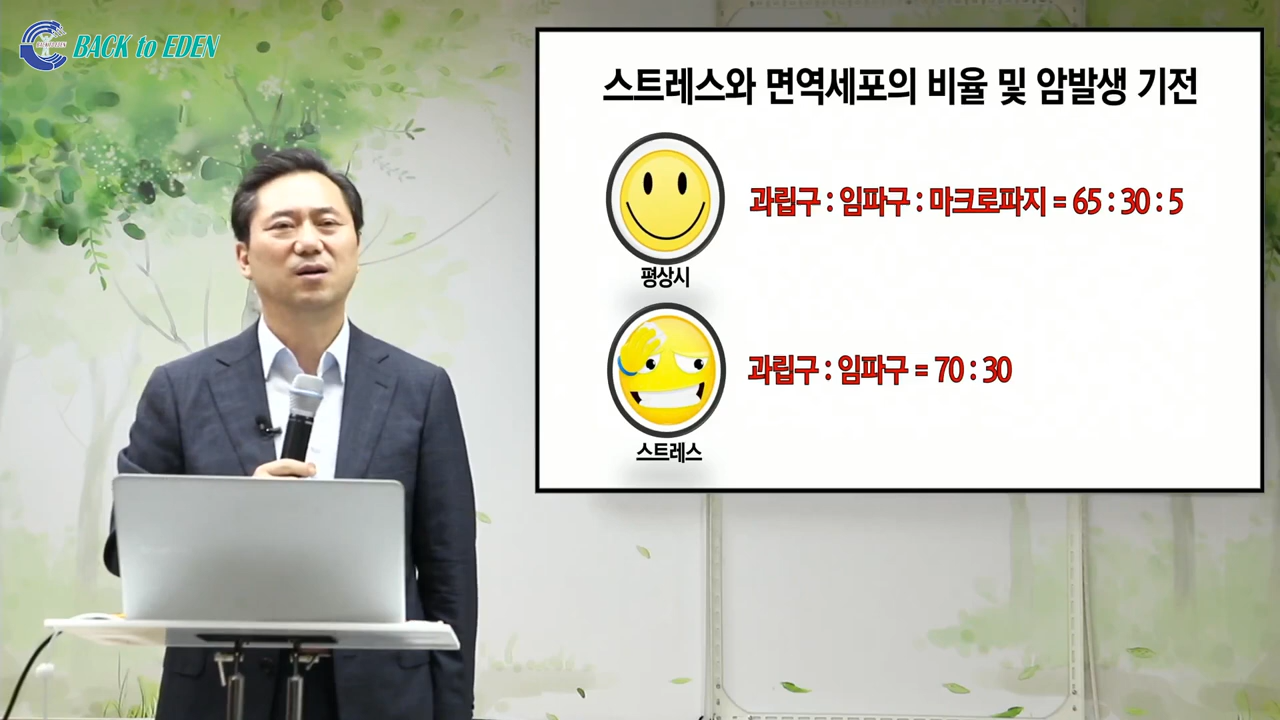 BACK to EDEN
스트레스와 면역세포의 비율 및 암발생 기전
과립구 : 임파구 : 마크로파지 = 65 : 30 : 5
평상시
과립구 : 임파구 = 70 : 30
스트레스